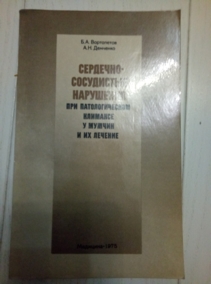 Б.А. Вартапетов
А.Н. Демченко
СЕРДЕЧНО-
СОСУДИСТЫЕ
НАРУШЕНИЯ
ПРИ ПАТОЛОГИЧЕСКОМ
КЛИМАКСЕ
У МУЖЧИН
И ИХ ЛЕЧЕНИЕ